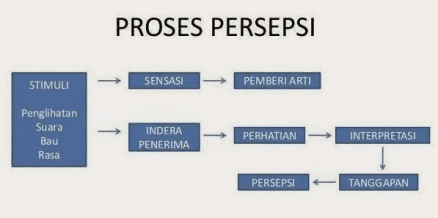 PROSES PERSEPSI
STIMULI
Penglihatan
Suara
Bau
Rasa
SENSASI
PEMBERI ARTI
INDERA
PENERIMA
PERHATIAN
INTERPRETASI
TANGGAPAN
PERSEPSI